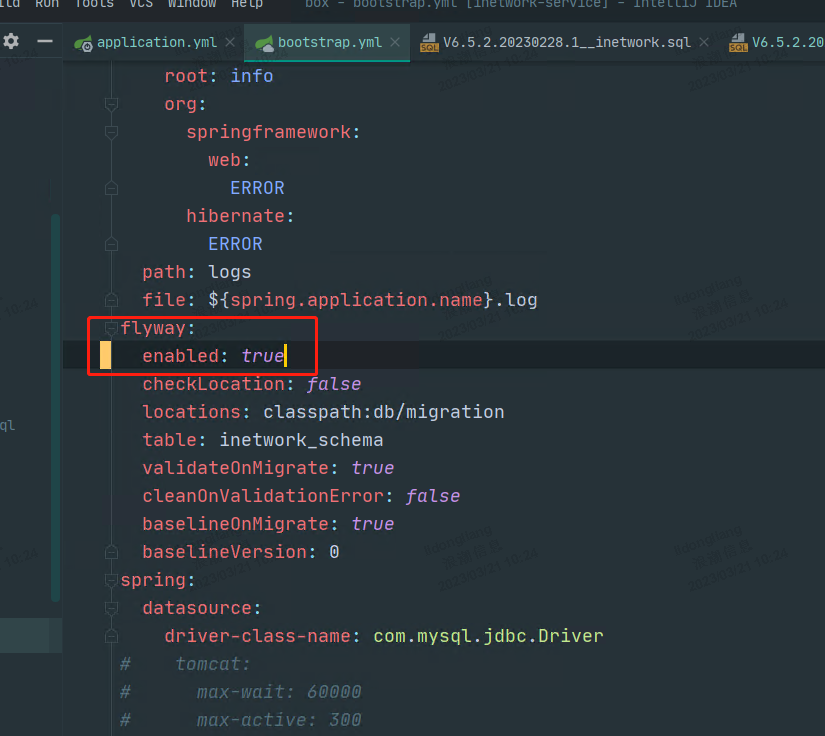 ild Run Tools VCS Window Help box - bootstrap.yml [inetwork-service] - IntelliJ IDEA
application.yml bootstrap.yml V6.5.2.20230228.1__inetwork.sql V6.5.2.20
root: info
org:
springframework:
web:
ERROR
hibernate:
ERROR
path: logs
file: ${spring.application.name}.log
flyway:
enabled: true
checkLocation: false
locations: classpath:db/migration
ql
table: inetwork_schema
validateOnMigrate: true
cleanOnValidationError: false
baselineOnMigrate: true
baselineVersion: 0
spring:
datasource:
driver-class-name: com.mysql.jdbc.Driver
# tomcat:
# max-wait: 60000
# max-active: 300